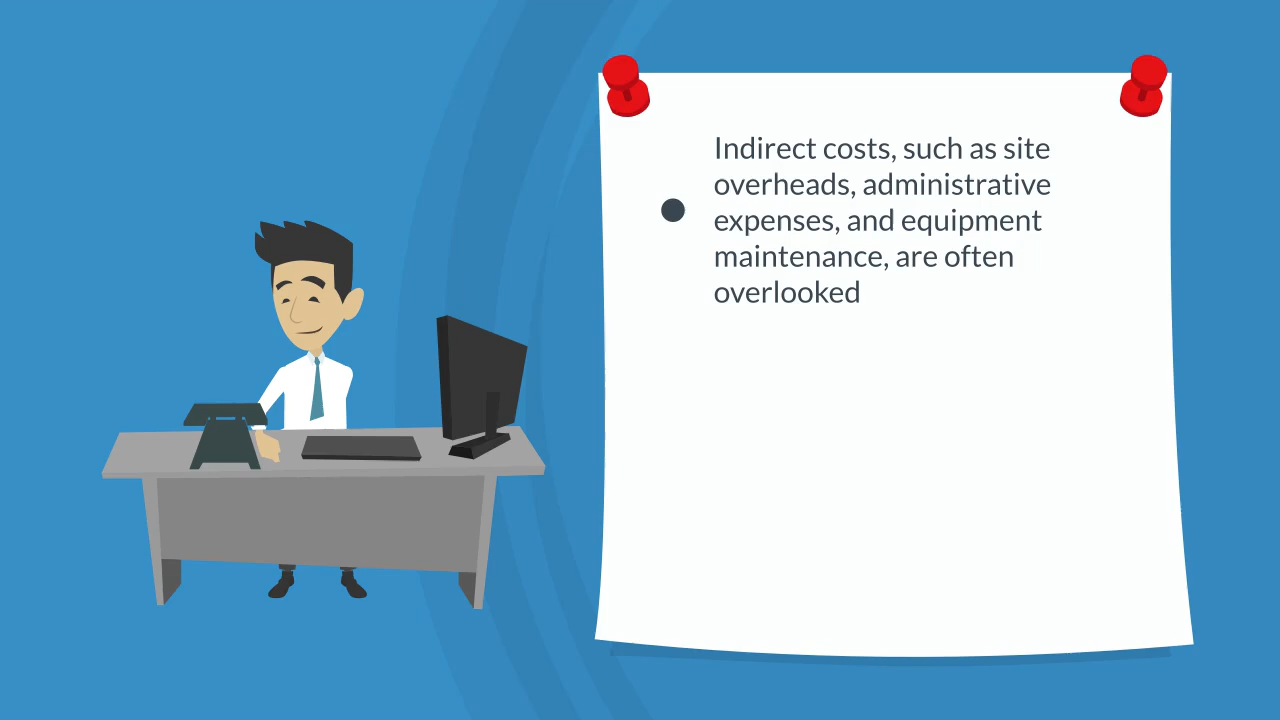 Indirect costs, such as site
overheads, administrative
expenses, and equipment
maintenance, are often
overlooked